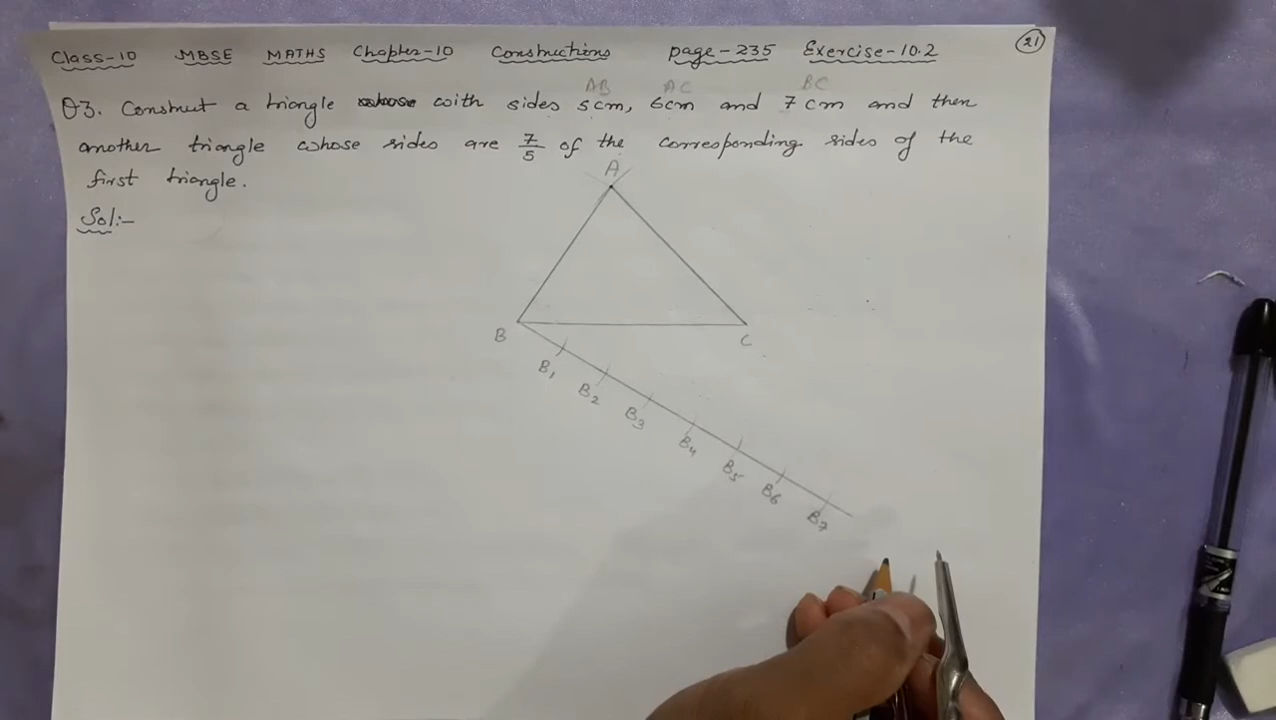 Class-10 MBSE MATHS Chapter-10 Constructions page-235 Exercise-10.2 21
AB AC BC
Q3. Construct a triangle with sides 5cm, 6cm and 7cm and then
another triangle whose sides are 7/5 of the corresponding sides of the
first triangle.
Sol:-
A
B
C
B1
B2
B3
B4
B5
B6
B7